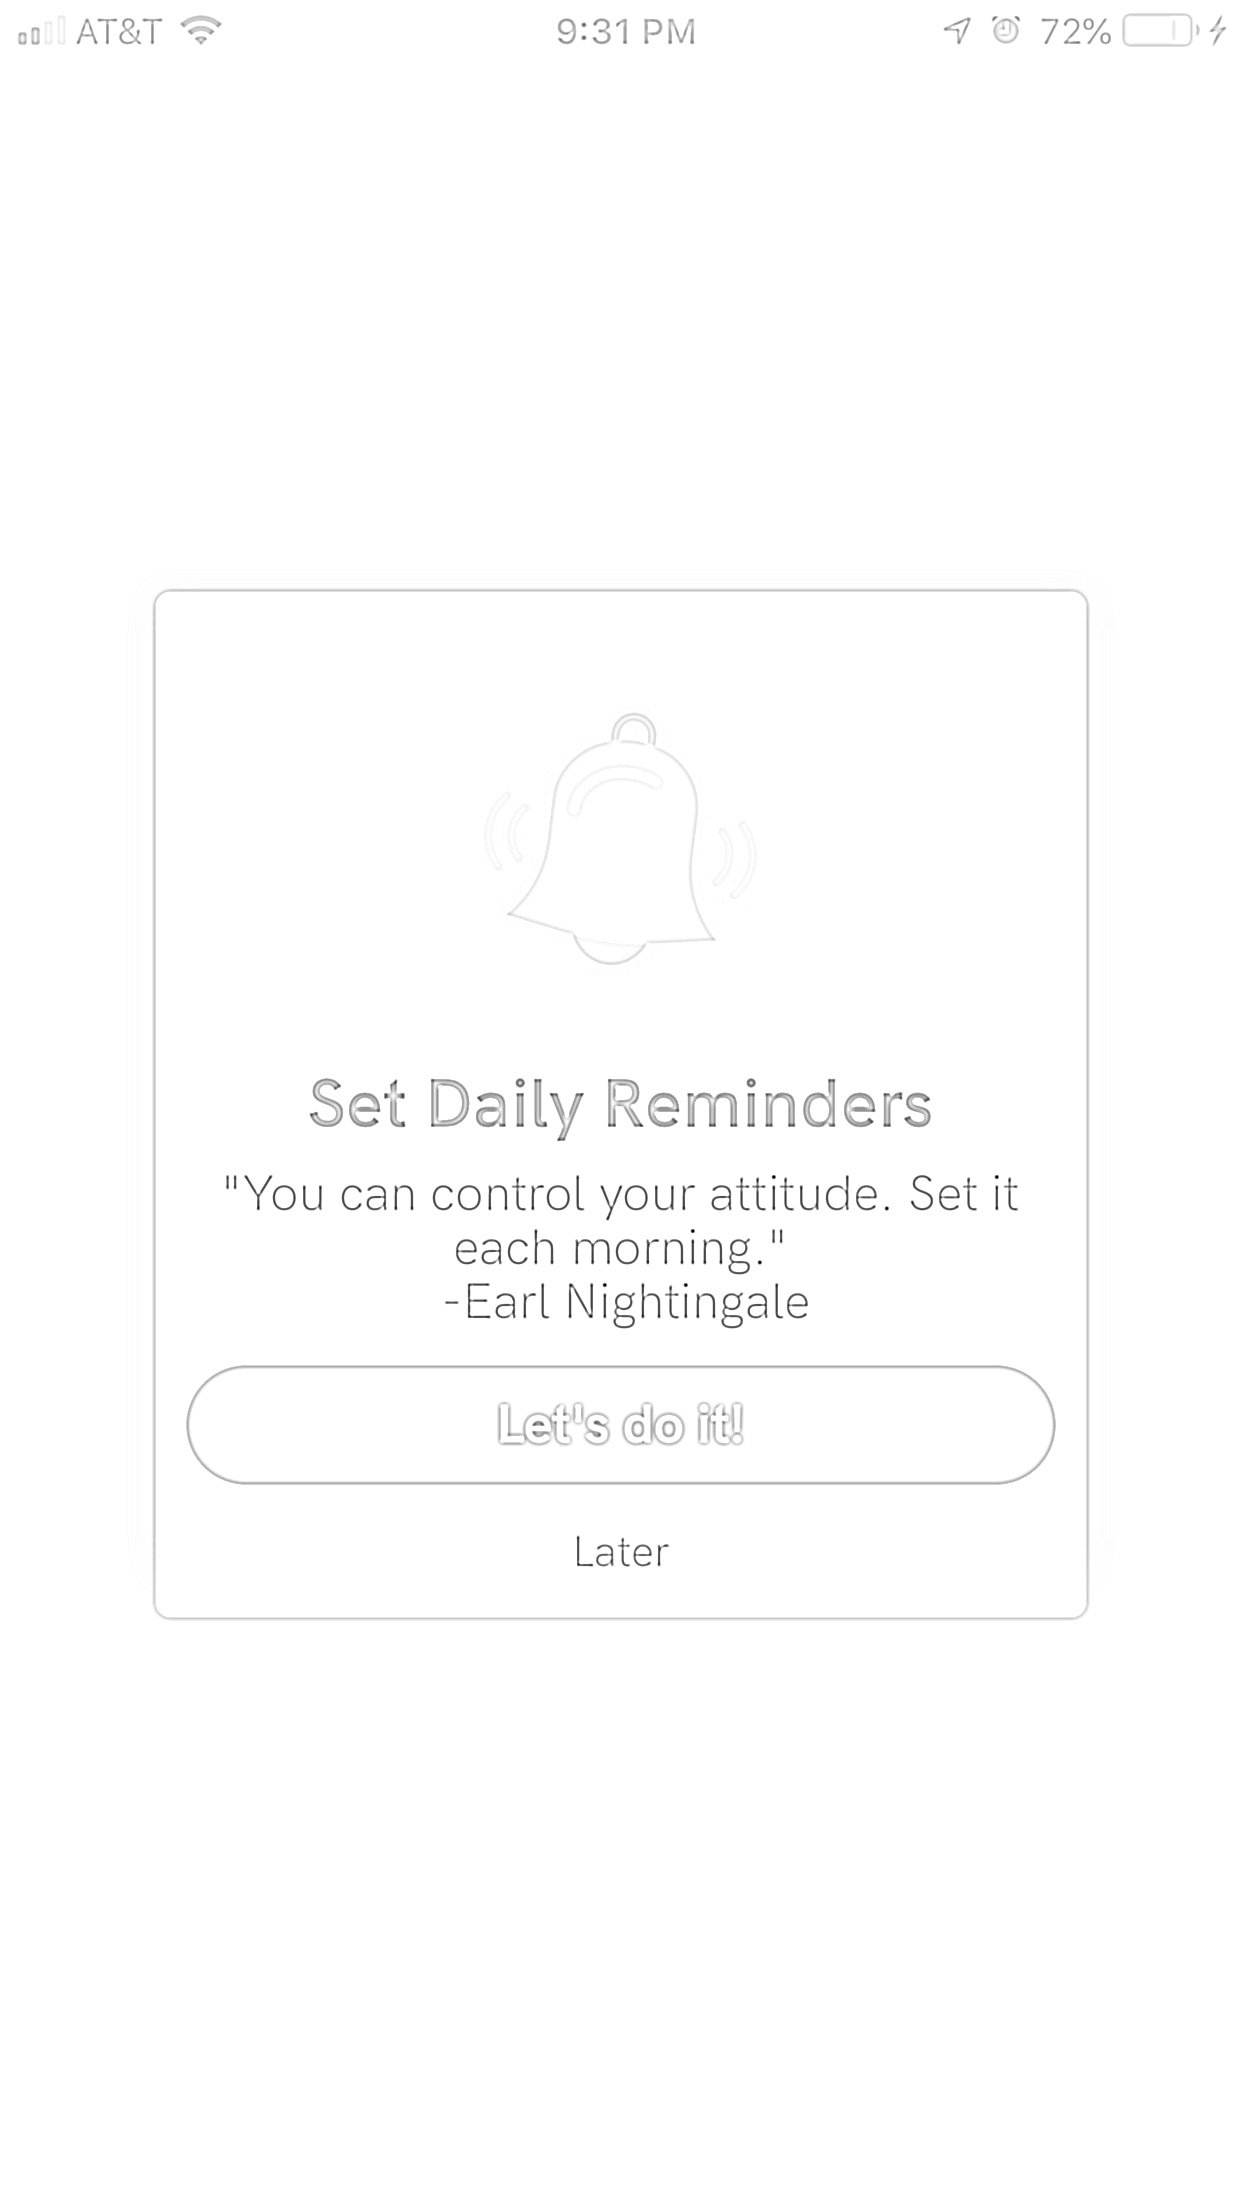 AT&T 9:31 PM 72%
Set Daily Reminders
"You can control your attitude. Set it
each morning."
-Earl Nightingale
Let's do it!
Later